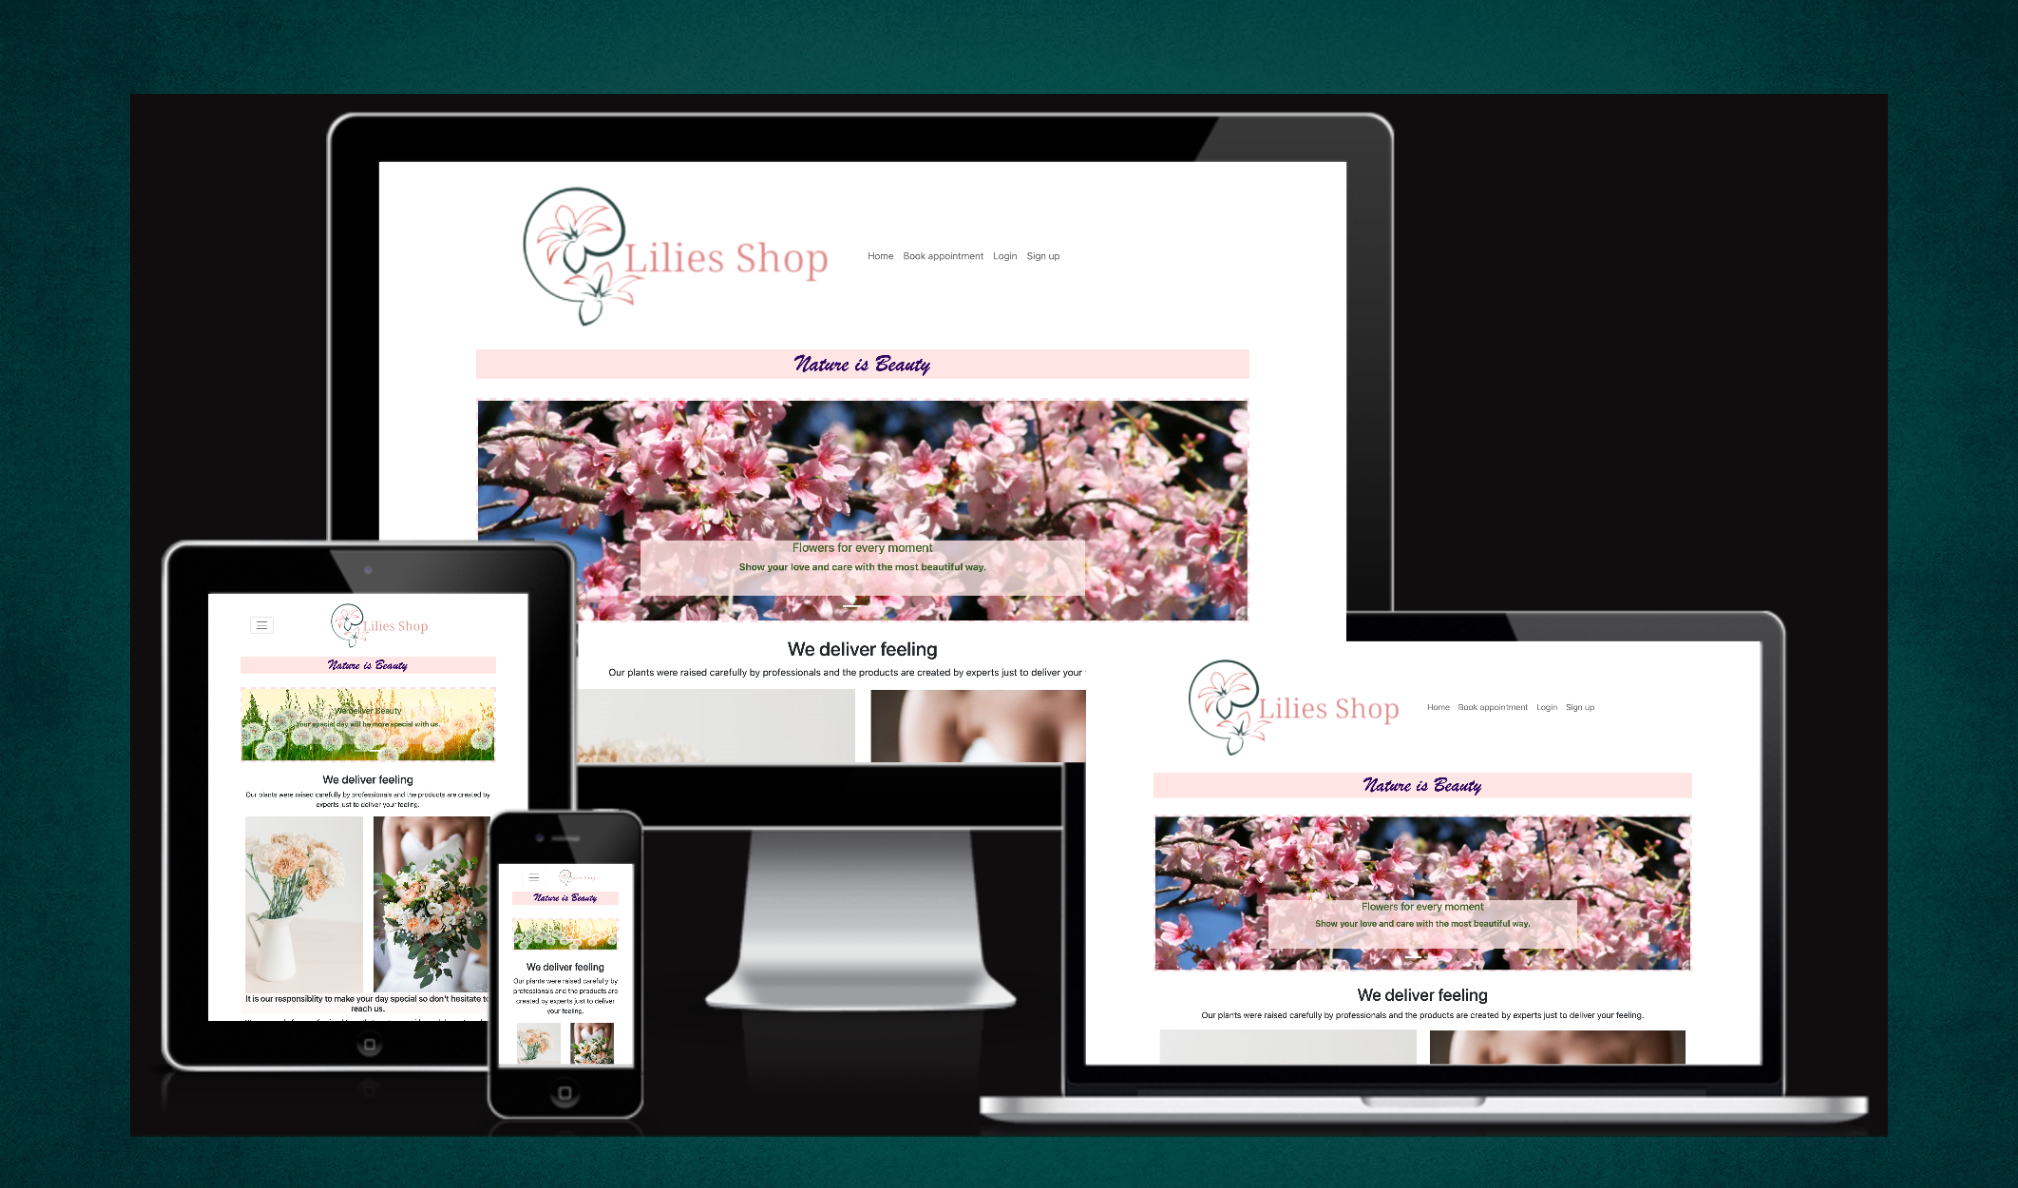 Lilies Shop
Home Book appointment Login Sign up
Nature is Beauty
Flowers for every moment
Show your love and care with the most beautiful way.
We deliver feeling
Our plants were raised carefully by professionals and the products are created by experts just to deliver your
Lilies Shop
Nature is Beauty
We deliver Beauty
Your special day will be more special with us.
We deliver feeling
Our plants were raised carefully by professionals and the products are created by
experts just to deliver your feeling.
It is our responsiblity to make your day special so don't hesitate to
reach us.
Nature is Beauty
We deliver feeling
Our plants were raised carefully by
professionals and the products are
created by experts just to deliver
your feeling.
Lilies Shop
Home Book appointment Login Sign up
Nature is Beauty
Flowers for every moment
Show your love and care with the most beautiful way.
We deliver feeling
Our plants were raised carefully by professionals and the products are created by experts just to deliver your feeling.